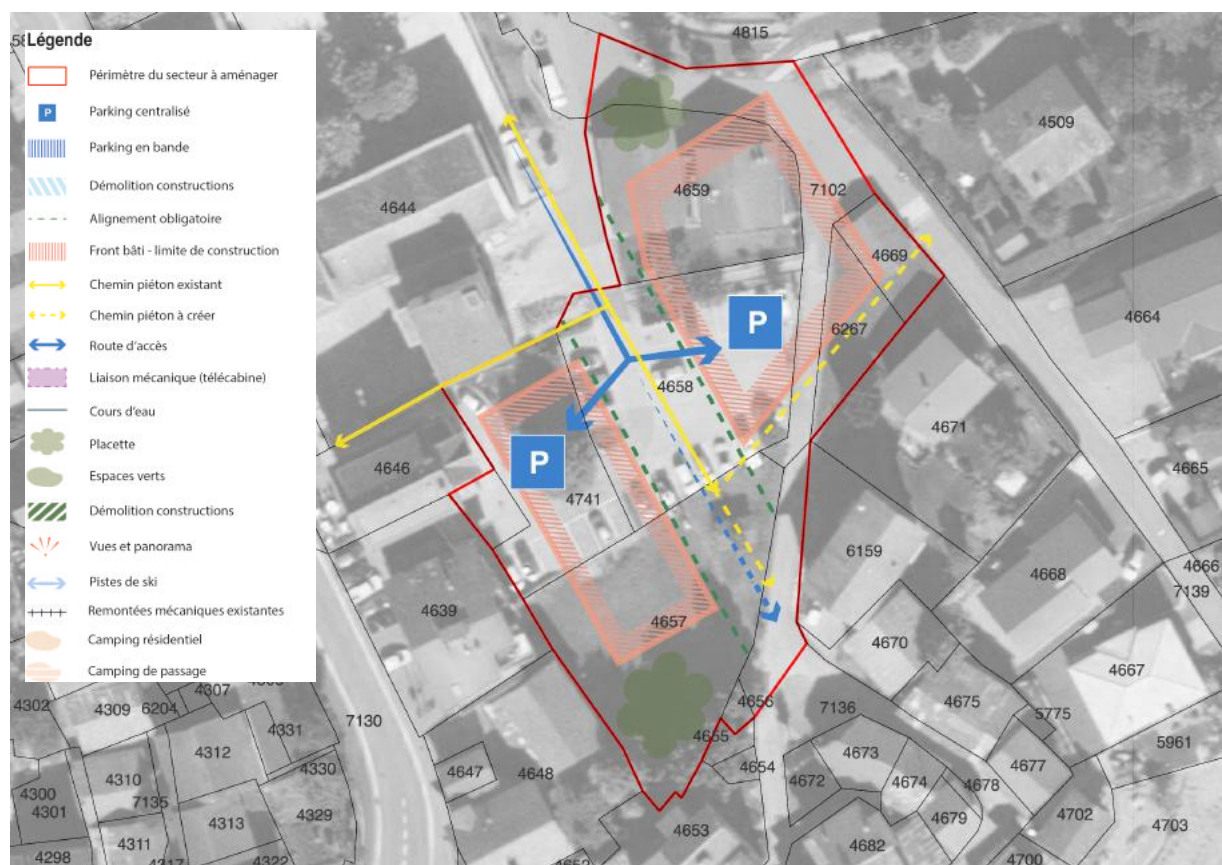 Légende
Périmètre du secteur à aménager
P
Parking centralisé
Parking en bande
Démolition constructions
Alignement obligatoire
Front bâti - limite de construction
Chemin piéton existant
Chemin piéton à créer
Route d'accès
Liaison mécanique (télécabine)
Cours d'eau
Placette
Espaces verts
Démolition constructions
Vues et panorama
Pistes de ski
Remontées mécaniques existantes
Camping résidentiel
Camping de passage
4815
4509
4659
7102
4644
4669
4664
6267
P
4658
4671
P
4646
4665
4741
6159
4668
4666
7139
4639
4657
4670
4667
4302
4309
6204
4307
4331
7130
4656
7136
4675
5775
4655
5961
4312
4330
4310
4647
4648
4654
4673
4672
4674
4678
4677
4300
4301
7135
4313
4329
4679
4702
4703
4311
4653
4682
4298
4317
4322
4652
4700